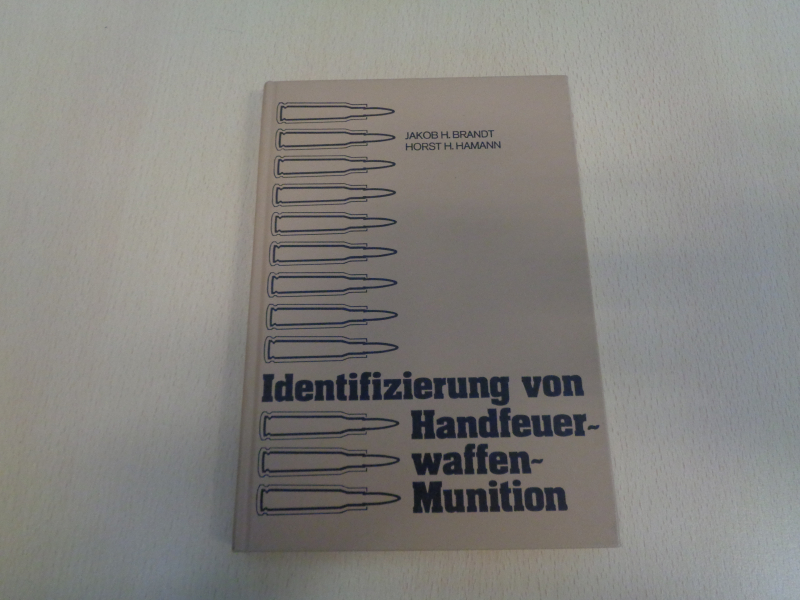 JAKOB H. BRANDT
HORST H. HAMANN
Identifizierung von
Handfeuer-
waffen-
Munition